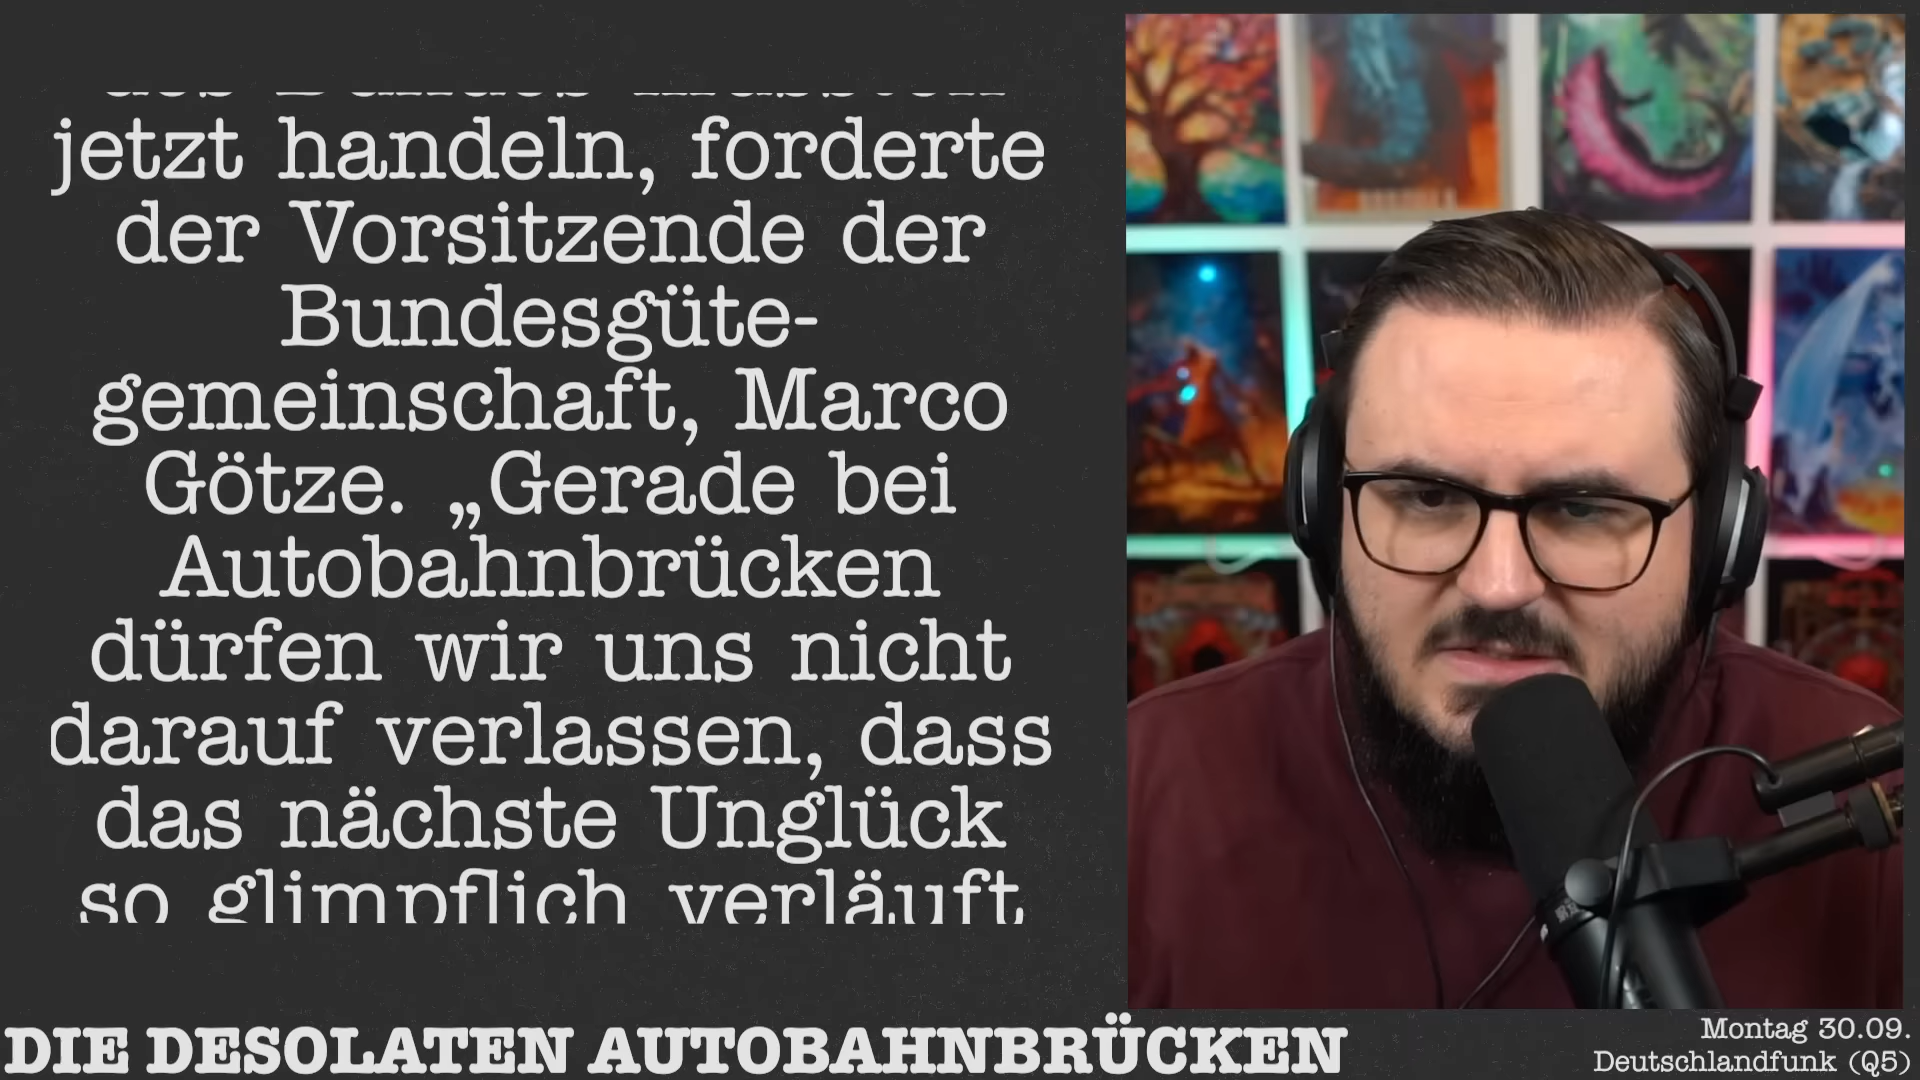 jetzt handeln, forderte
der Vorsitzende der
Bundesgüte-
gemeinschaft, Marco
Götze. „Gerade bei
Autobahnbrücken
dürfen wir uns nicht
darauf verlassen, dass
das nächste Unglück
so glimpflich verläuft
DIE DESOLATEN AUTOBAHNBRÜCKEN
Montag 30.09.
Deutschlandfunk (Q5)